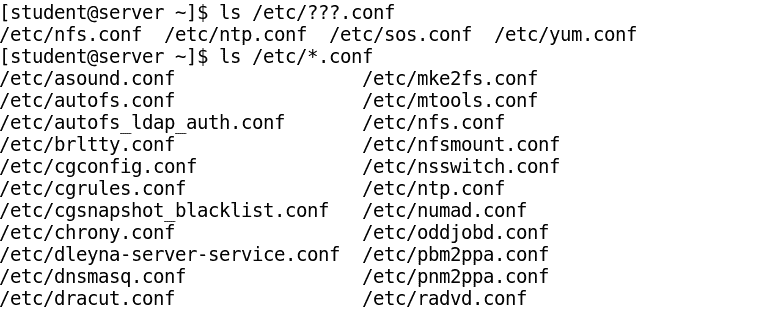 [student@server ~]$ ls /etc/???.conf
/etc/nfs.conf  /etc/ntp.conf  /etc/sos.conf  /etc/yum.conf
[student@server ~]$ ls /etc/*.conf
/etc/asound.conf                 /etc/mke2fs.conf
/etc/autofs.conf                 /etc/mtools.conf
/etc/autofs_ldap_auth.conf       /etc/nfs.conf
/etc/brltty.conf                 /etc/nfsmount.conf
/etc/cgconfig.conf               /etc/nsswitch.conf
/etc/cgrules.conf                /etc/ntp.conf
/etc/cgsnapshot_blacklist.conf   /etc/numad.conf
/etc/chrony.conf                 /etc/oddjobd.conf
/etc/dleyna-server-service.conf  /etc/pbm2ppa.conf
/etc/dnsmasq.conf                /etc/pnm2ppa.conf
/etc/dracut.conf                 /etc/radvd.conf